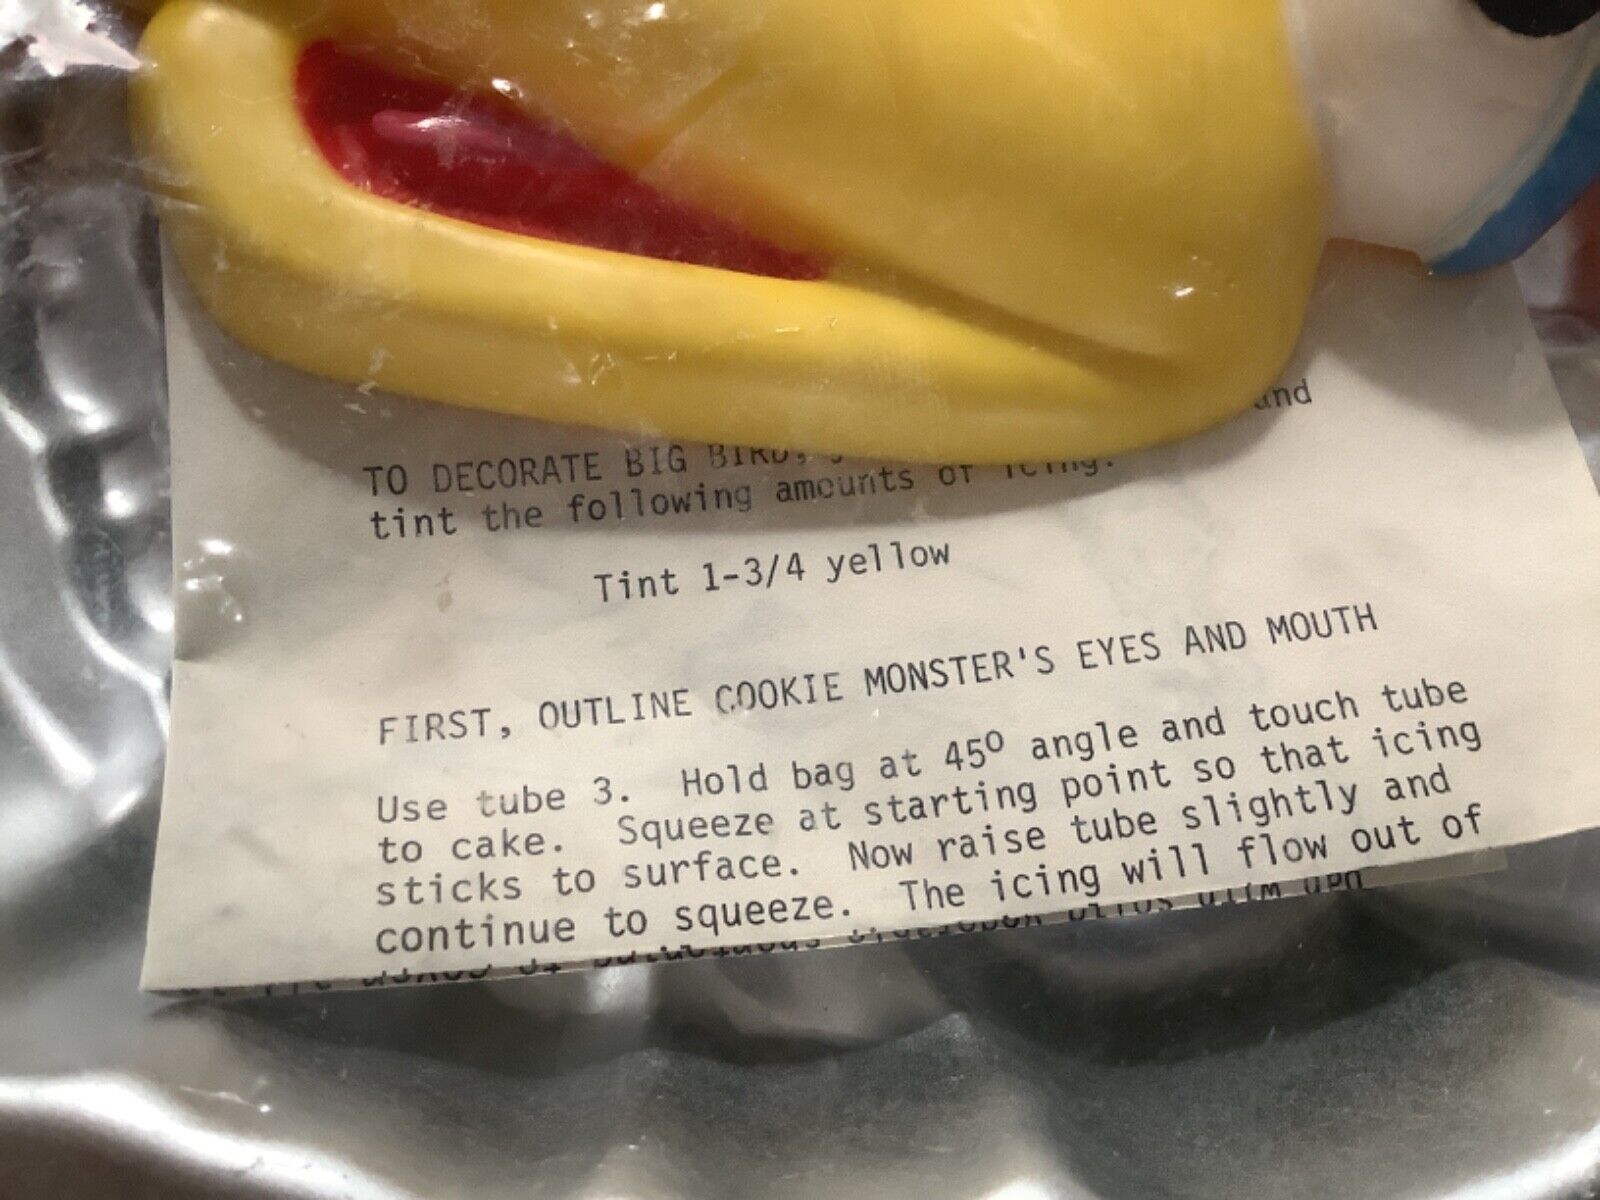 and
TO DECORATE BIG BIRD,
tint the following amounts of icing.
Tint 1-3/4 yellow
FIRST, OUTLINE COOKIE MONSTER'S EYES AND MOUTH
Use tube 3. Hold bag at 45º angle and touch tube
to cake. Squeeze at starting point so that icing
sticks to surface. Now raise tube slightly and
continue to squeeze. The icing will flow out of